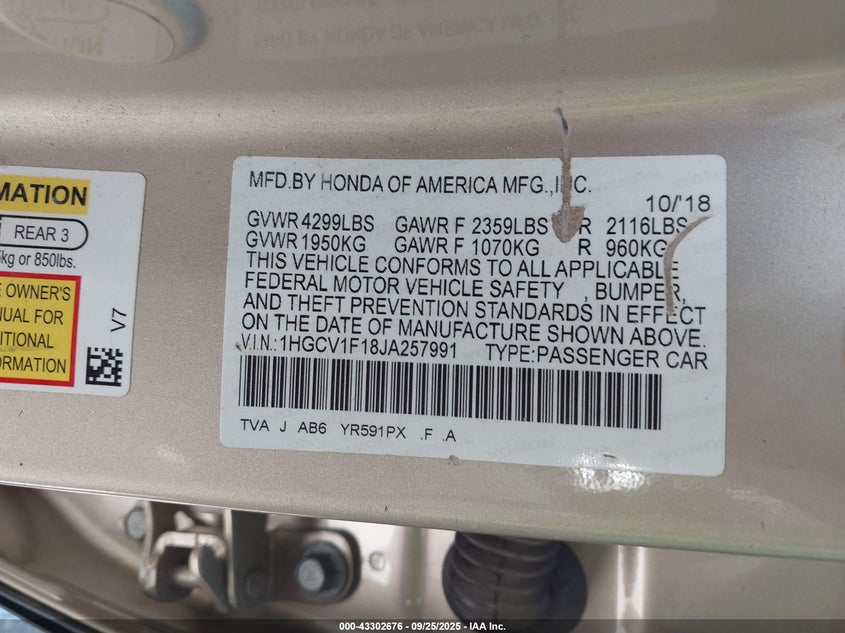 MFD.BY HONDA OF AMERICA MFG.,INC.
10/'18
GVWR 4299LBS GAWR F 2359LBS R 2116LBS
GVWR 1950KG GAWR F 1070KG R 960KG
THIS VEHICLE CONFORMS TO ALL APPLICABLE
FEDERAL MOTOR VEHICLE SAFETY , BUMPER,
AND THEFT PREVENTION STANDARDS IN EFFECT
ON THE DATE OF MANUFACTURE SHOWN ABOVE.
V.I.N.:1HGCV1F18JA257991 TYPE:PASSENGER CAR
TVA J AB6 YR591PX .F .A
MATION
REAR 3
kg or 850lbs.
E OWNER'S
NUAL FOR
DITIONAL
FORMATION
V7
000-43302676 - 09/25/2025 - IAA Inc.